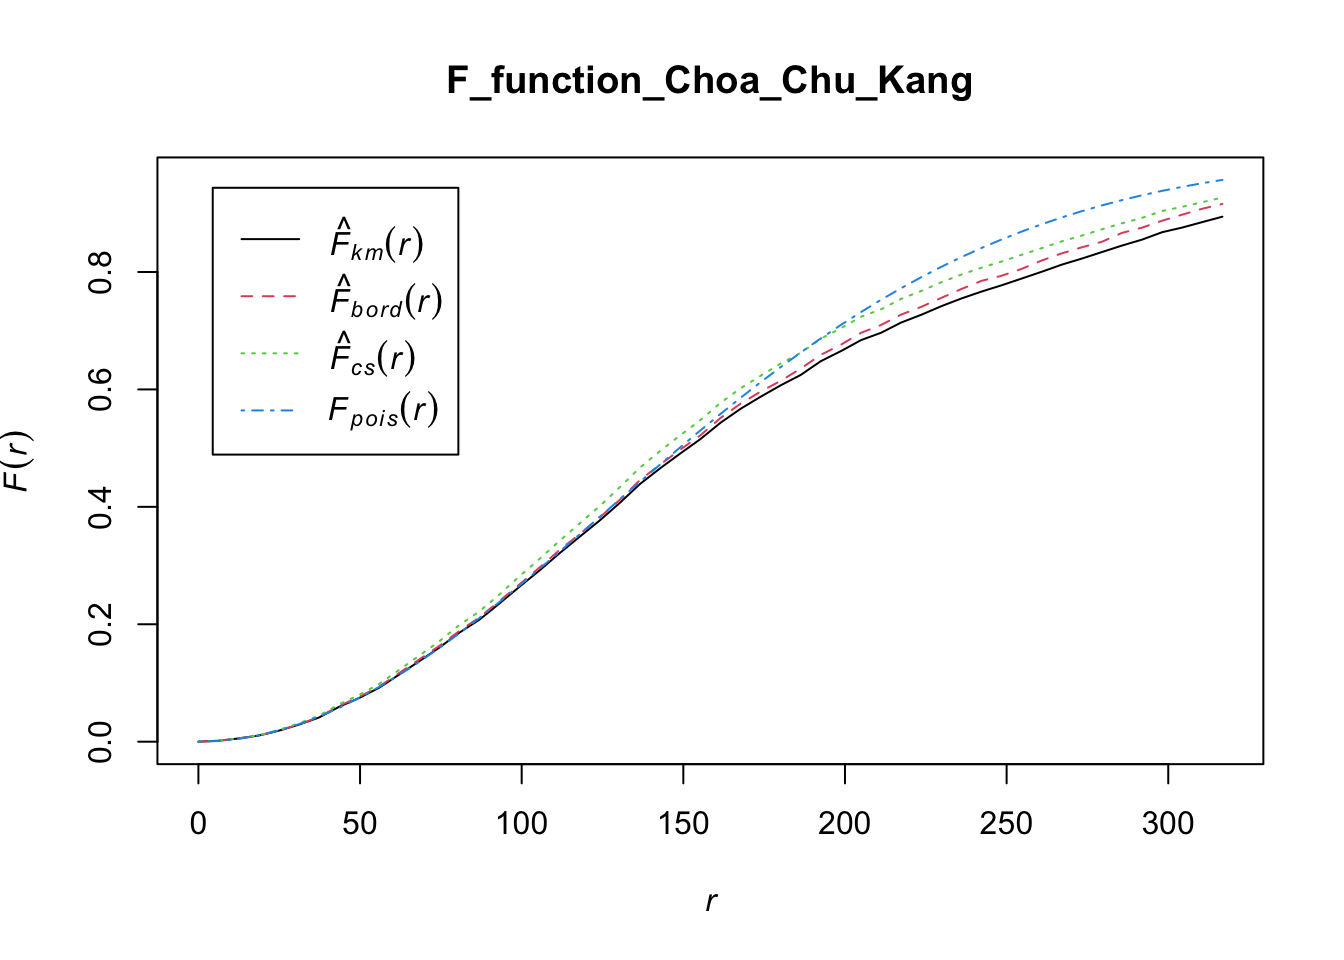 F_function_Choa_Chu_Kang
F̂km(r)
F̂bord(r)
F̂cs(r)
Fpois(r)
F(r)
0.0 0.2 0.4 0.6 0.8
0 50 100 150 200 250 300
r